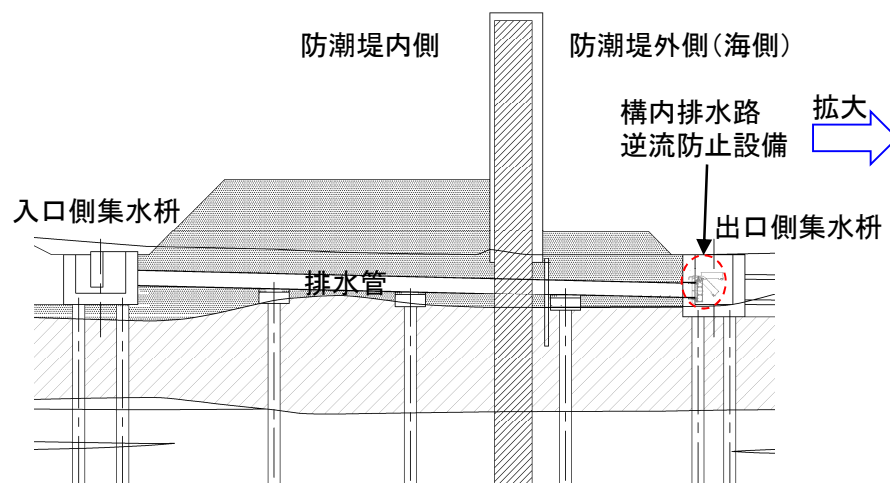 防潮堤内側
防潮堤外側(海側)
構内排水路
逆流防止設備
拡大
入口側集水枡
出口側集水枡
排水管